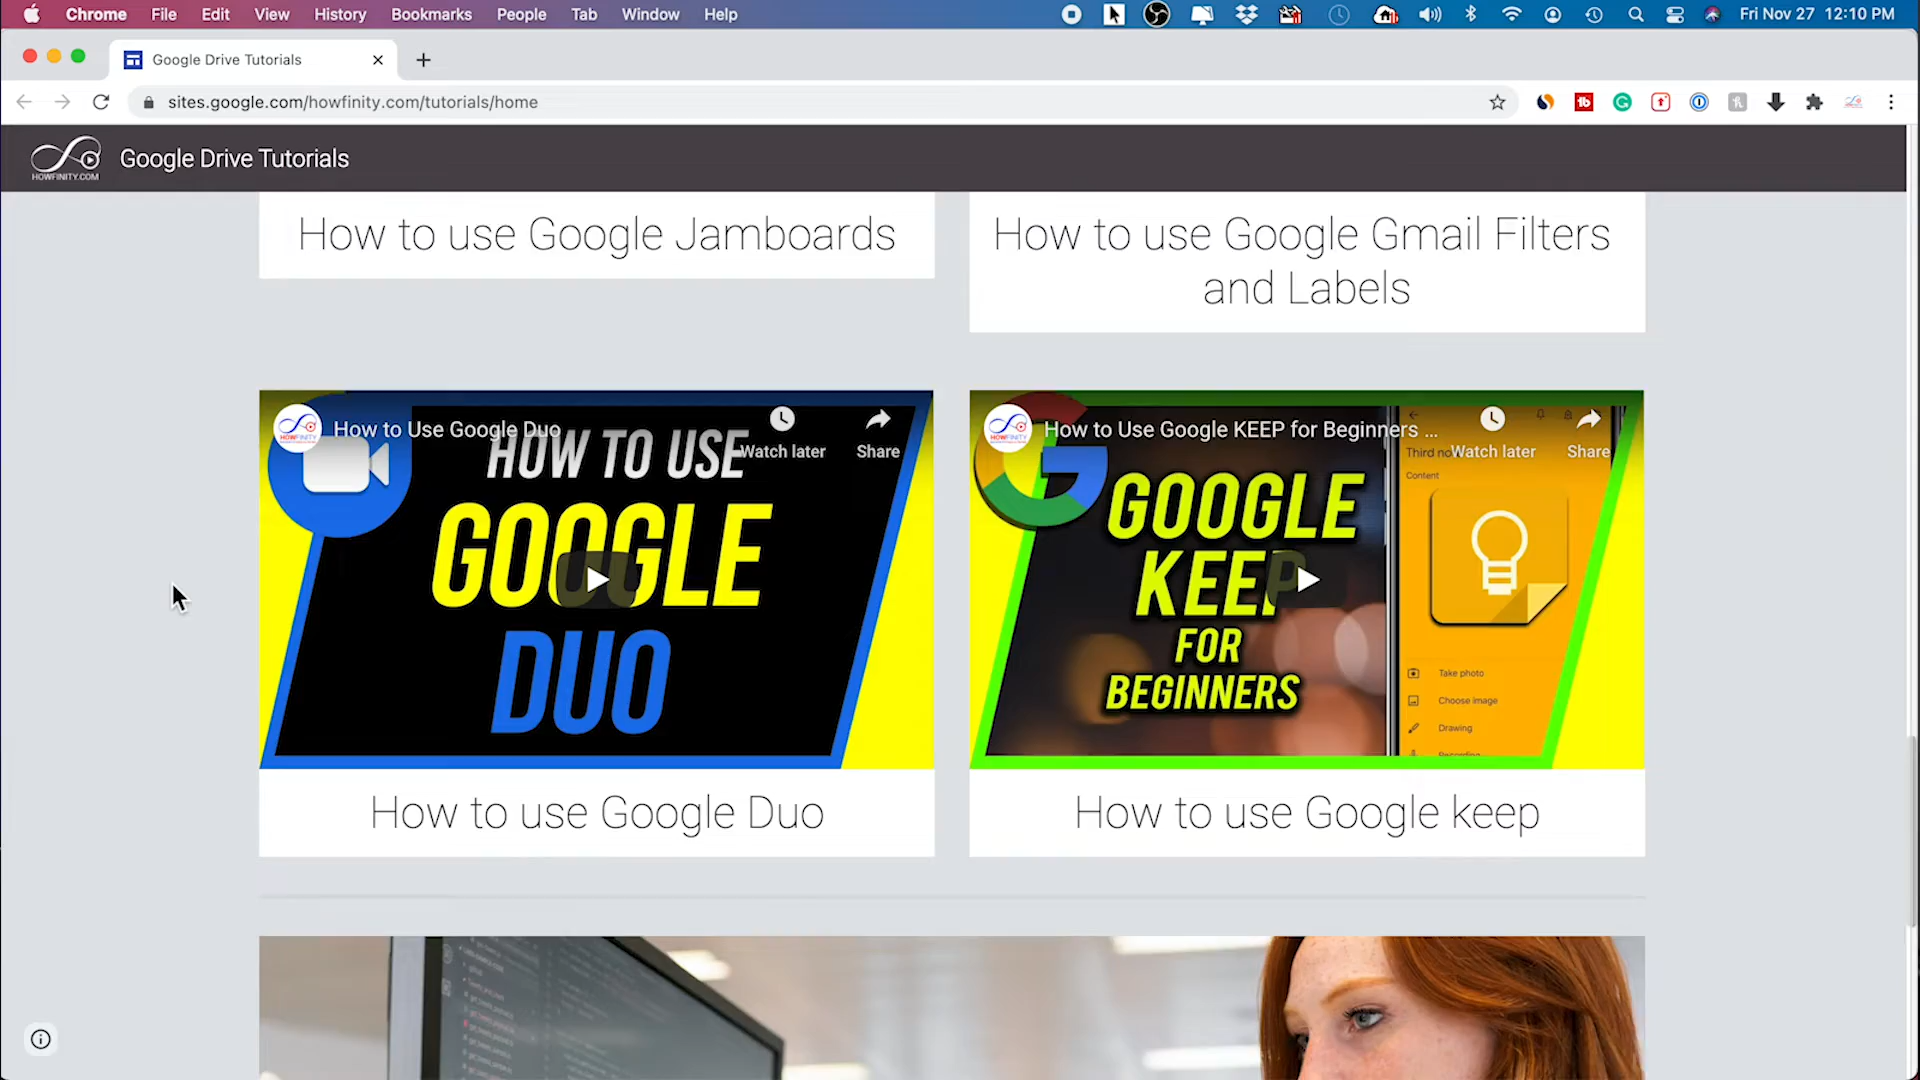 Chrome File Edit View History Bookmarks People Tab Window Help Fri Nov 27 12:10 PM
Google Drive Tutorials
sites.google.com/howfinity.com/tutorials/home
HOWFINITY.COM
Google Drive Tutorials
How to use Google Jamboards
How to use Google Gmail Filters
and Labels
HOWFINITY
How to Use Google Duo
Watch later
Share
HOW TO USE
GOOGLE
DUO
How to use Google Duo
HOWFINITY
How to Use Google KEEP for Beginners ...
Watch later
Share
Content
GOOGLE
KEEP
FOR
BEGINNERS
Take photo
Choose image
Drawing
Recording
How to use Google keep